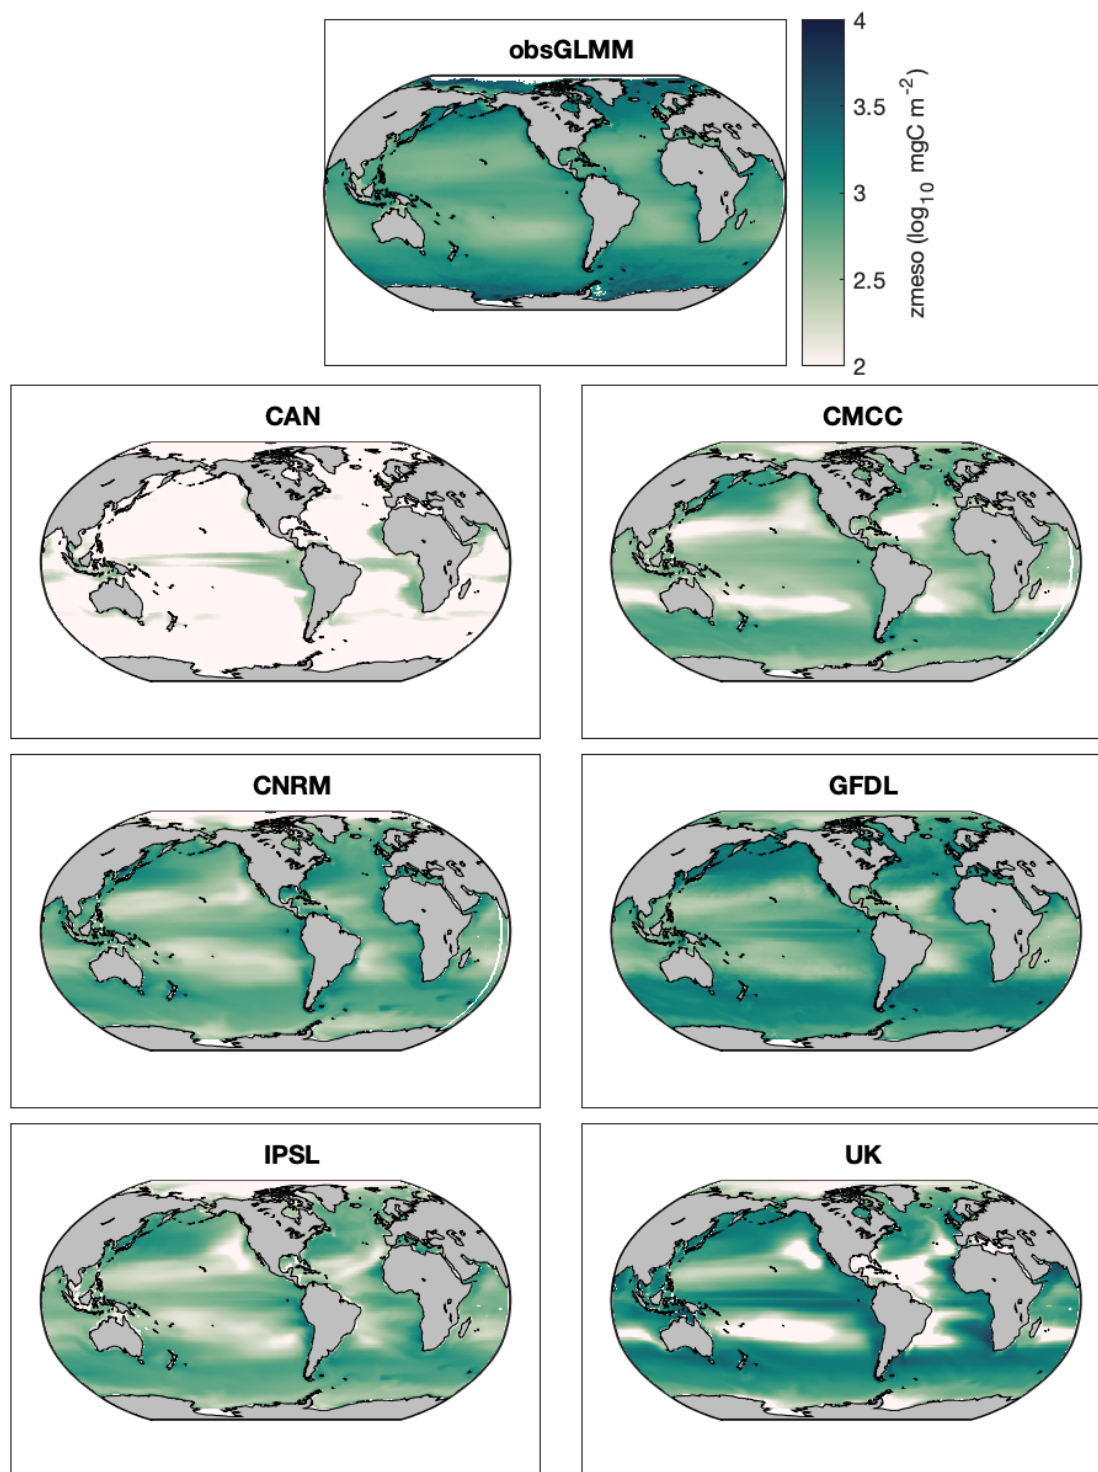 obsGLMM
4
3.5
3
2.5
2
zmeso (log10 mgC m-2)
CAN
CMCC
CNRM
GFDL
IPSL
UK